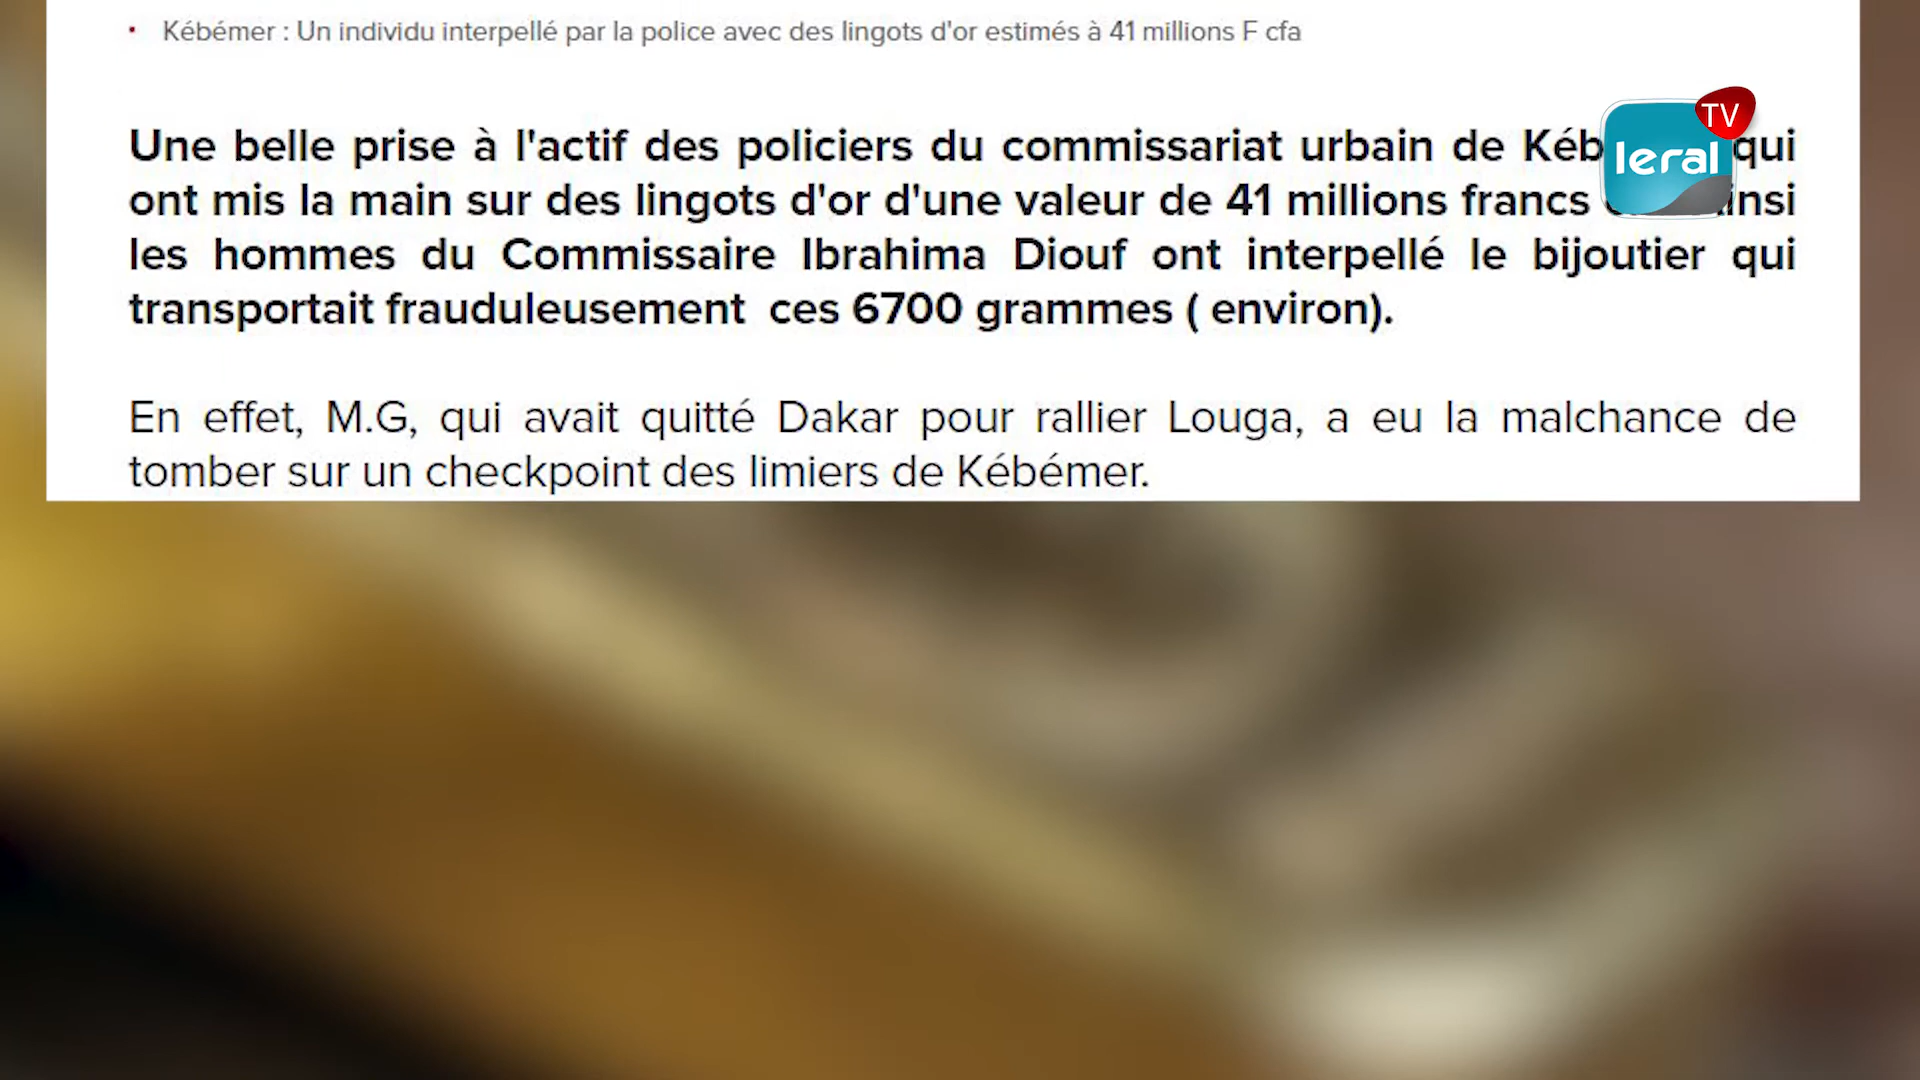 Kébémer : Un individu interpellé par la police avec des lingots d'or estimés à 41 millions F cfa
TV
leral
Une belle prise à l'actif des policiers du commissariat urbain de Kéb qui
ont mis la main sur des lingots d'or d'une valeur de 41 millions francs insi
les hommes du Commissaire Ibrahima Diouf ont interpellé le bijoutier qui
transportait frauduleusement ces 6700 grammes ( environ).
En effet, M.G, qui avait quitté Dakar pour rallier Louga, a eu la malchance de
tomber sur un checkpoint des limiers de Kébémer.